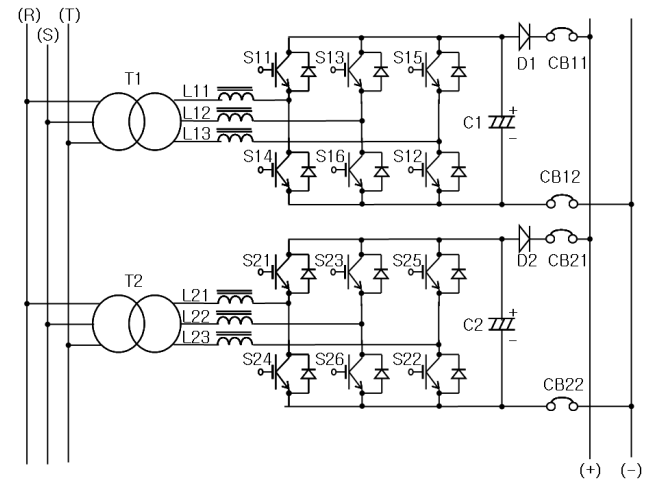 (R) (T)
(S)
T1
L11
L12
L13
S11 S13 S15
S14 S16 S12
C1
+
−
D1 CB11
CB12
T2
L21
L22
L23
S21 S23 S25
S24 S26 S22
C2
+
−
D2 CB21
CB22
(+) (−)